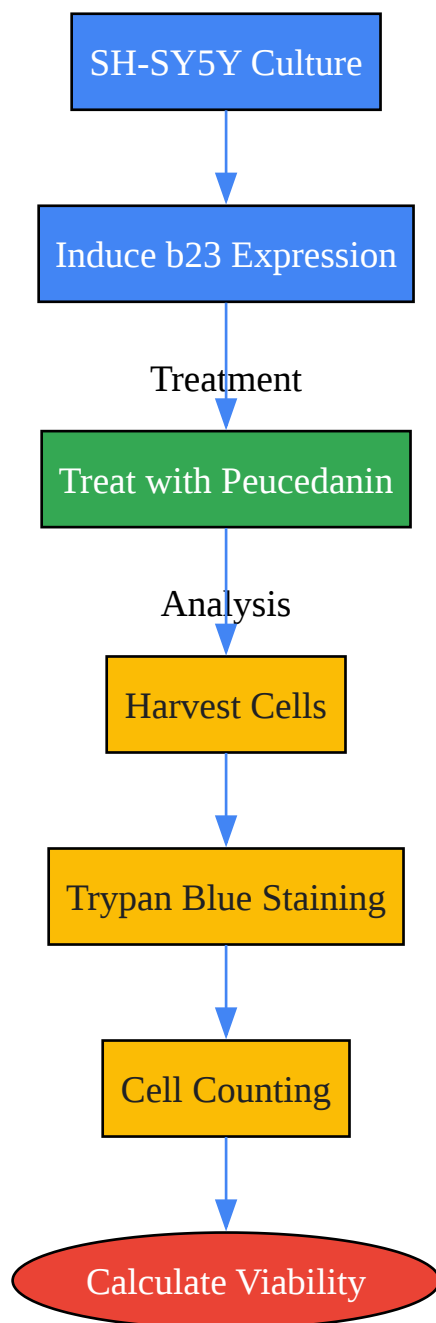 SH-SY5Y Culture
Induce b23 Expression
Treatment
Treat with Peucedanin
Analysis
Harvest Cells
Trypan Blue Staining
Cell Counting
Calculate Viability